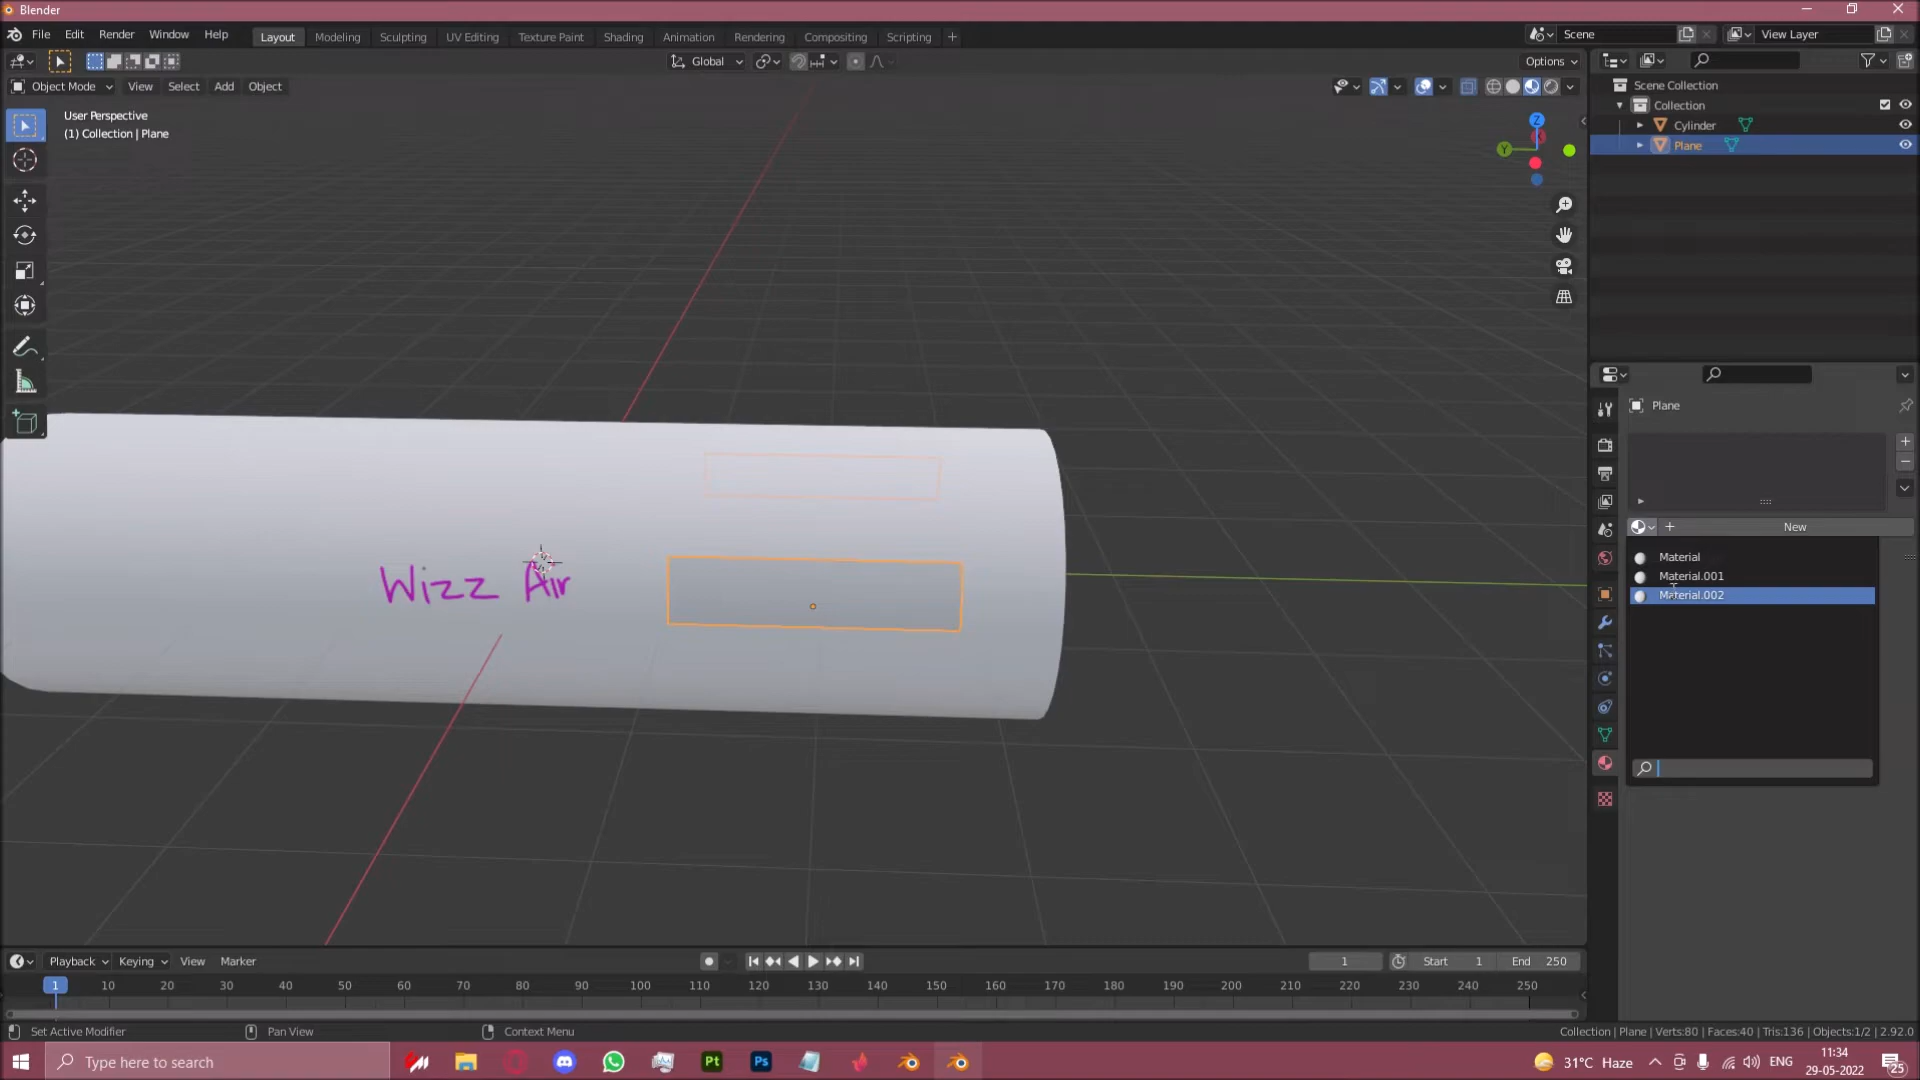 Blender
File Edit Render Window Help
Layout Modeling Sculpting UV Editing Texture Paint Shading Animation Rendering Compositing Scripting +
Scene
View Layer
Global
Options
Object Mode View Select Add Object
User Perspective
(1) Collection | Plane
Z
Y
Wizz Air
Scene Collection
Collection
Cylinder
Plane
Plane
+ New
Material
Material.001
Material.002
Playback Keying View Marker
1
Start 1
End 250
1 10 20 30 40 50 60 70 80 90 100 110 120 130 140 150 160 170 180 190 200 210 220 230 240 250
Set Active Modifier
Pan View
Context Menu
Collection | Plane | Verts:80 | Faces:40 | Tris:136 | Objects:1/2 | 2.92.0
Type here to search
Pt
Ps
31°C Haze
ENG
11:34
29-05-2022
25